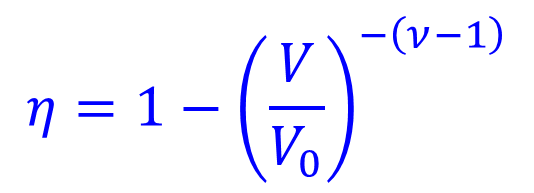 η = 1 − (V/V₀)^−(ν−1)